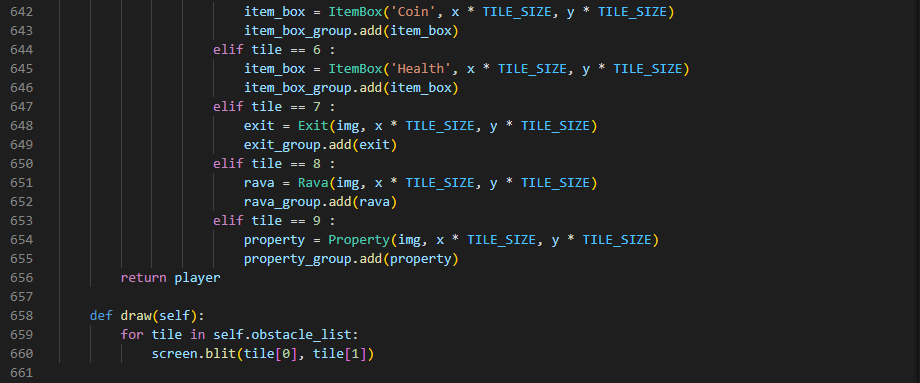 642 item_box = ItemBox('Coin', x * TILE_SIZE, y * TILE_SIZE)
643 item_box_group.add(item_box)
644 elif tile == 6 :
645 item_box = ItemBox('Health', x * TILE_SIZE, y * TILE_SIZE)
646 item_box_group.add(item_box)
647 elif tile == 7 :
648 exit = Exit(img, x * TILE_SIZE, y * TILE_SIZE)
649 exit_group.add(exit)
650 elif tile == 8 :
651 rava = Rava(img, x * TILE_SIZE, y * TILE_SIZE)
652 rava_group.add(rava)
653 elif tile == 9 :
654 property = Property(img, x * TILE_SIZE, y * TILE_SIZE)
655 property_group.add(property)
656 return player
657
658 def draw(self):
659 for tile in self.obstacle_list:
660 screen.blit(tile[0], tile[1])
661